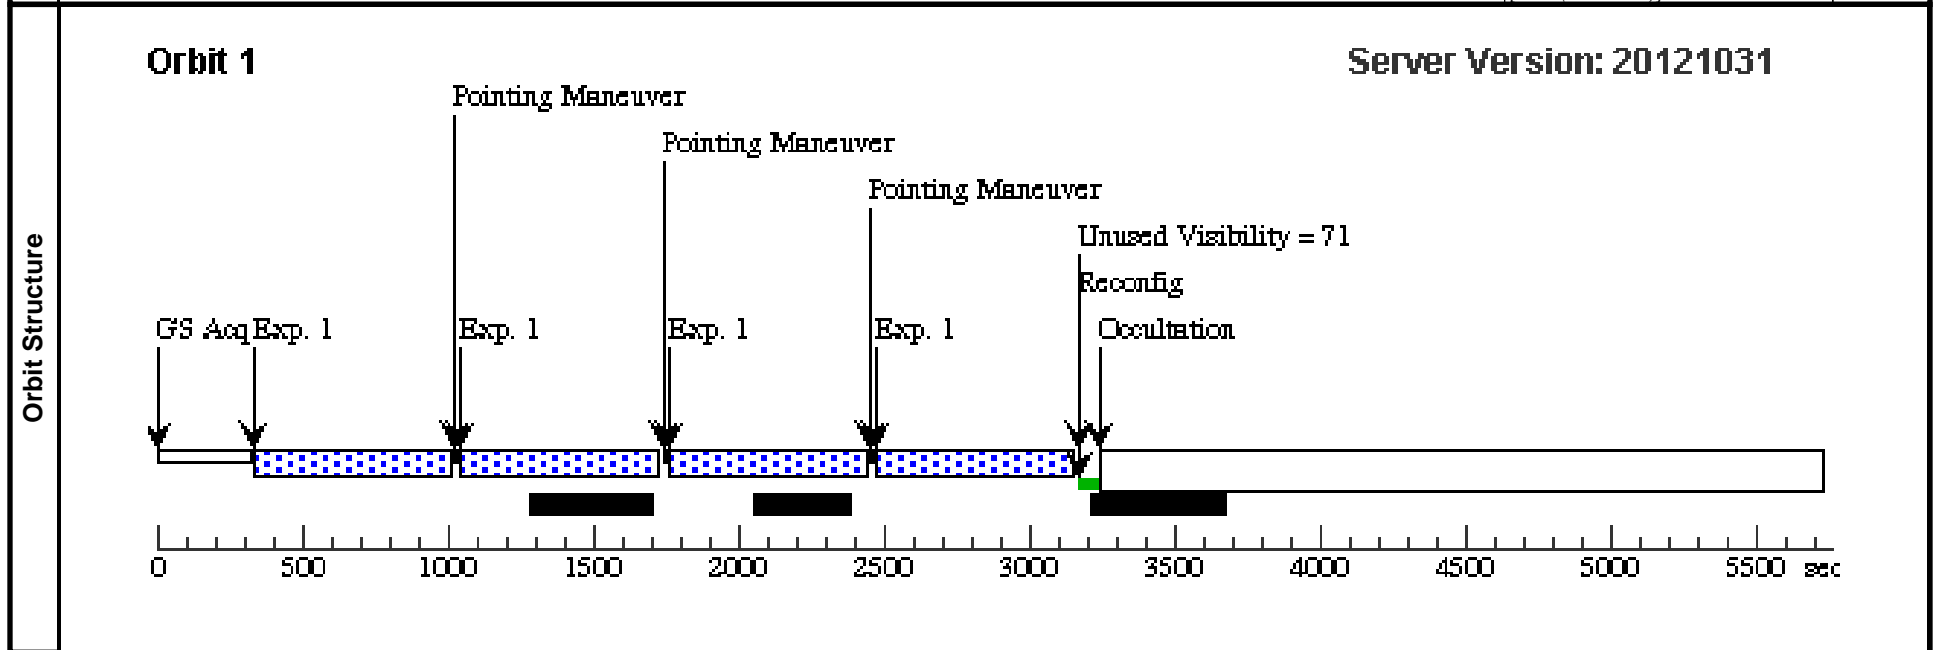 Orbit 1 Server Version: 20121031
Pointing Maneuver
Pointing Maneuver
Pointing Maneuver
Unused Visibility = 71
Reconfig
GS Acq Exp. 1 Exp. 1 Exp. 1 Exp. 1 Occultation
Orbit Structure
0 500 1000 1500 2000 2500 3000 3500 4000 4500 5000 5500 sec